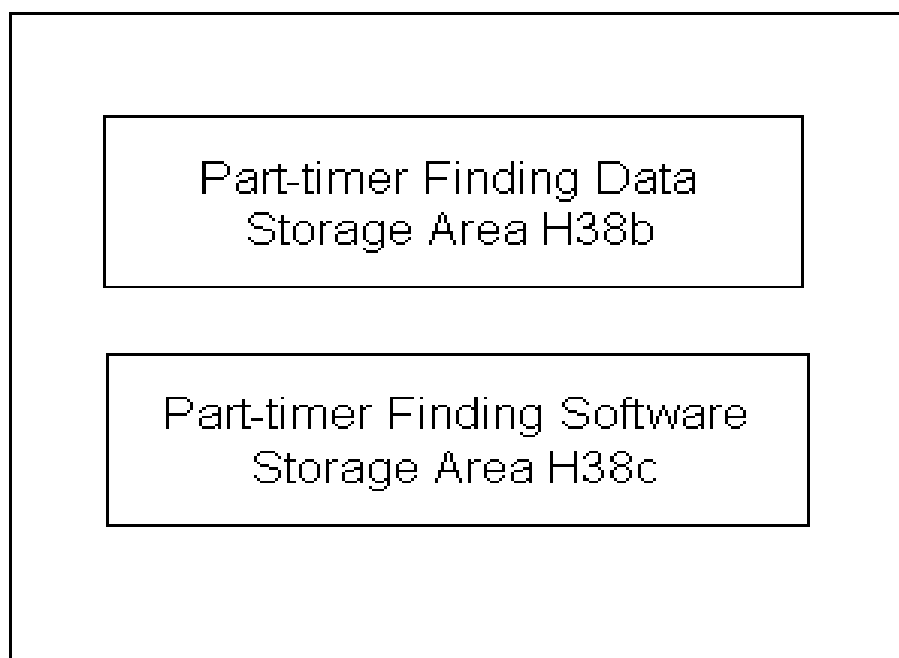 Part-timer Finding Data
Storage Area H38b
Part-timer Finding Software
Storage Area H38c